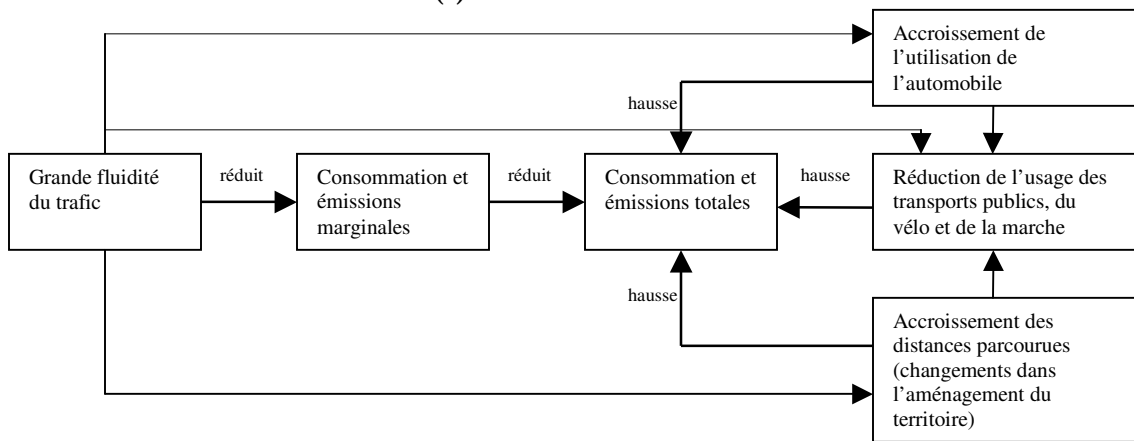 (s)
Accroissement de
l’utilisation de
l’automobile
hausse
Grande fluidité
du trafic
réduit
Consommation et
émissions
marginales
réduit
Consommation et
émissions totales
hausse
Réduction de l’usage des
transports publics, du
vélo et de la marche
hausse
Accroissement des
distances parcourues
(changements dans
l’aménagement du
territoire)